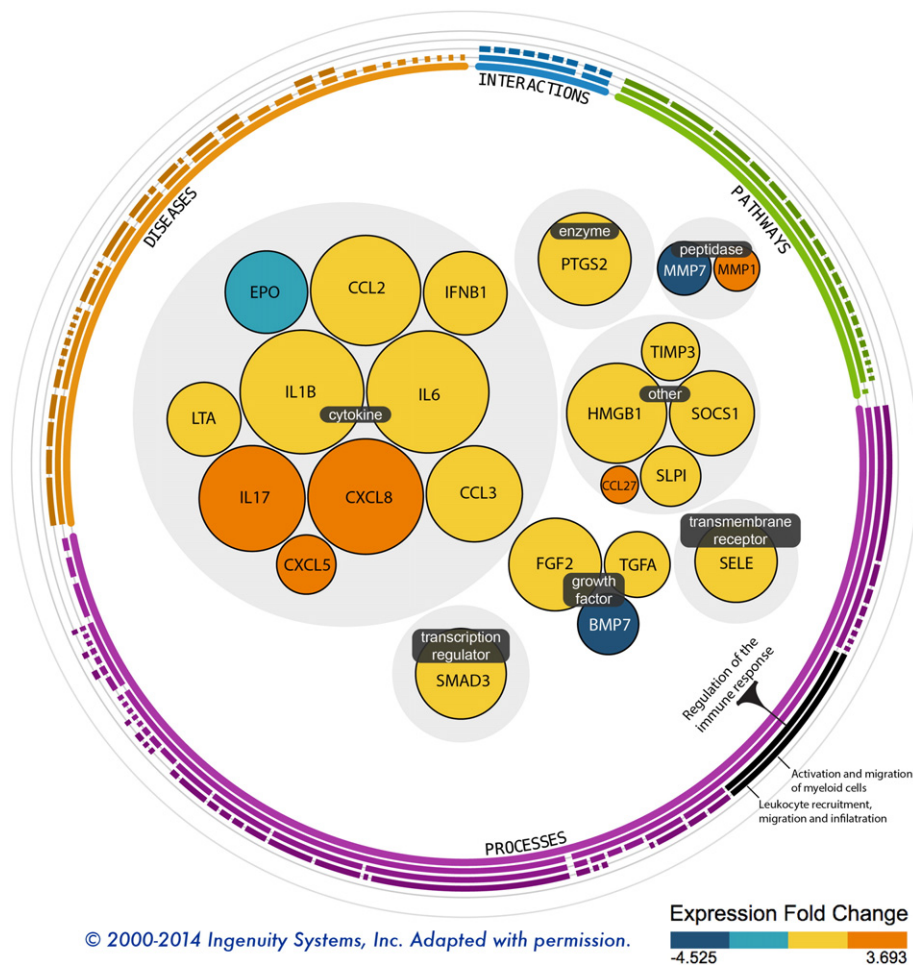 INTERACTIONS
DISEASES
PATHWAYS
enzyme
PTGS2
peptidase
MMP7
MMP1
EPO
CCL2
IFNB1
TIMP3
IL1B
IL6
other
HMGB1
SOCS1
LTA
cytokine
SLPI
CCL27
IL17
CXCL8
CCL3
CXCL5
transmembrane
receptor
SELE
FGF2
TGFA
growth
factor
BMP7
transcription
regulator
SMAD3
Regulation of the
immune response
Activation and migration
of myeloid cells
Leukocyte recruitment,
migration and infilatration
PROCESSES
Expression Fold Change
-4.525
3.693
© 2000-2014 Ingenuity Systems, Inc. Adapted with permission.